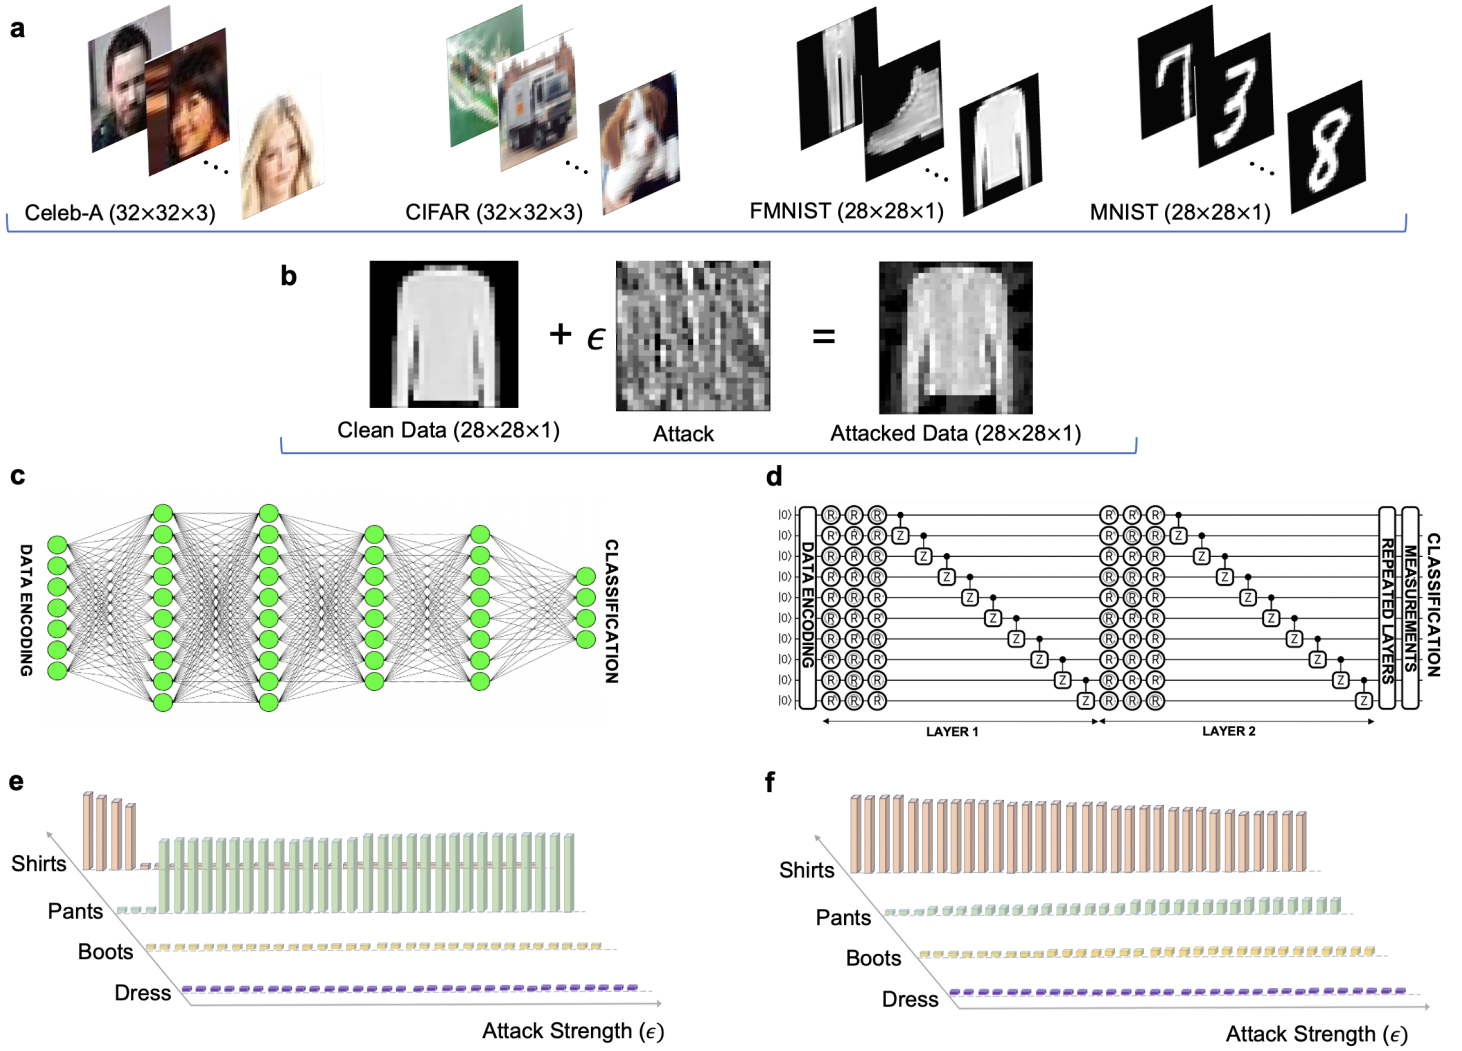 a
Celeb-A (32×32×3)
CIFAR (32×32×3)
FMNIST (28×28×1)
MNIST (28×28×1)
7
3
8
b
+ ϵ
=
Clean Data (28×28×1)
Attack
Attacked Data (28×28×1)
c
DATA ENCODING
CLASSIFICATION
d
|0⟩ R R R R R R
|0⟩ R R R Z R R R Z
|0⟩ R R R Z R R R Z
|0⟩ R R R Z R R R Z
|0⟩ R R R Z R R R Z
|0⟩ R R R Z R R R Z
|0⟩ R R R Z R R R Z
|0⟩ R R R Z R R R Z
|0⟩ R R R Z R R R Z
|0⟩ R R R Z R R R Z
DATA ENCODING
REPEATED LAYERS
MEASUREMENTS
CLASSIFICATION
LAYER 1
LAYER 2
e
Shirts
Pants
Boots
Dress
Attack Strength (ϵ)
f
Shirts
Pants
Boots
Dress
Attack Strength (ϵ)